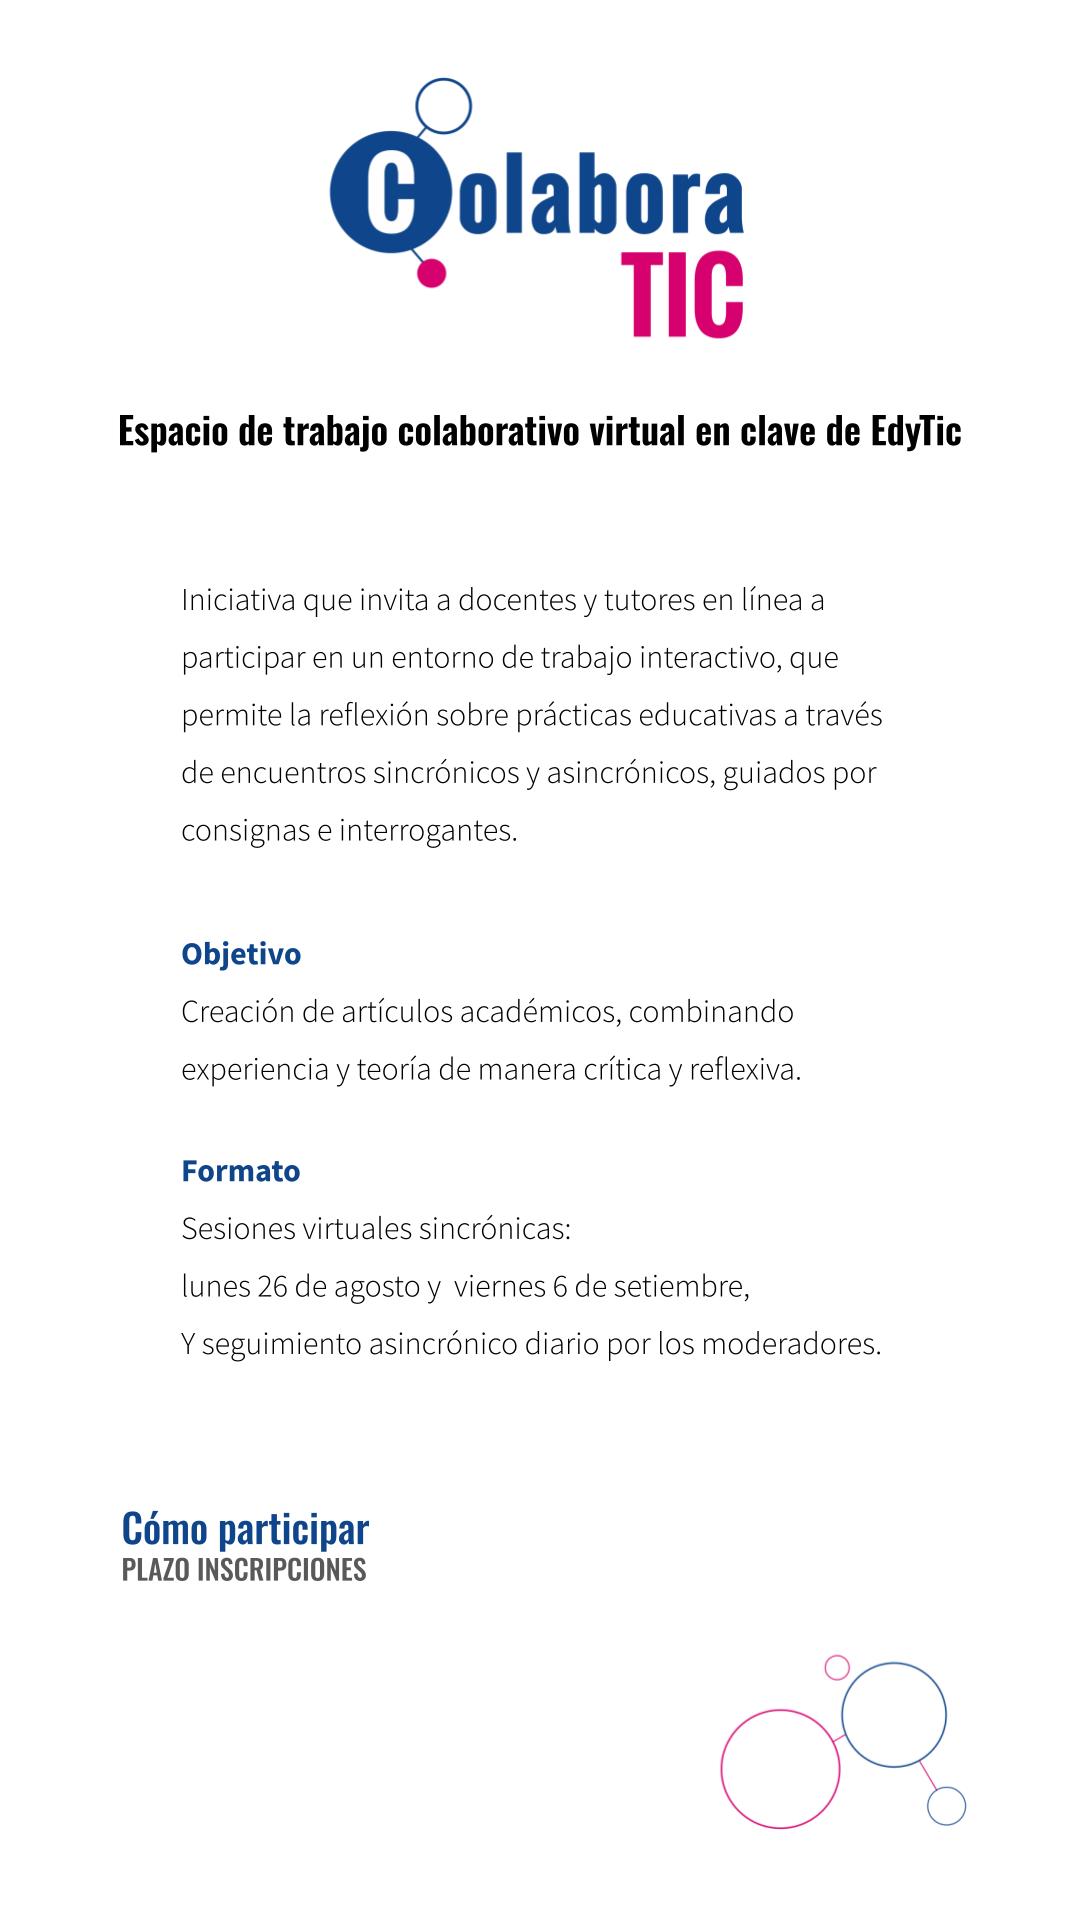 Colabora
TIC
Espacio de trabajo colaborativo virtual en clave de EdyTic
Iniciativa que invita a docentes y tutores en línea a
participar en un entorno de trabajo interactivo, que
permite la reflexión sobre prácticas educativas a través
de encuentros sincrónicos y asincrónicos, guiados por
consignas e interrogantes.
Objetivo
Creación de artículos académicos, combinando
experiencia y teoría de manera crítica y reflexiva.
Formato
Sesiones virtuales sincrónicas:
lunes 26 de agosto y  viernes 6 de setiembre,
Y seguimiento asincrónico diario por los moderadores.
Cómo participar
PLAZO INSCRIPCIONES